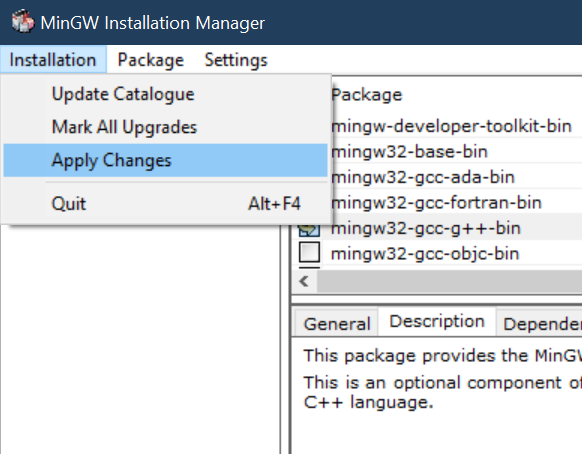 MinGW Installation Manager
Installation Package Settings
Update Catalogue
Mark All Upgrades
Apply Changes
Quit Alt+F4
Package
mingw-developer-toolkit-bin
mingw32-base-bin
mingw32-gcc-ada-bin
mingw32-gcc-fortran-bin
mingw32-gcc-g++-bin
mingw32-gcc-objc-bin
General Description Depende
This package provides the MinGW
This is an optional component of
C++ language.